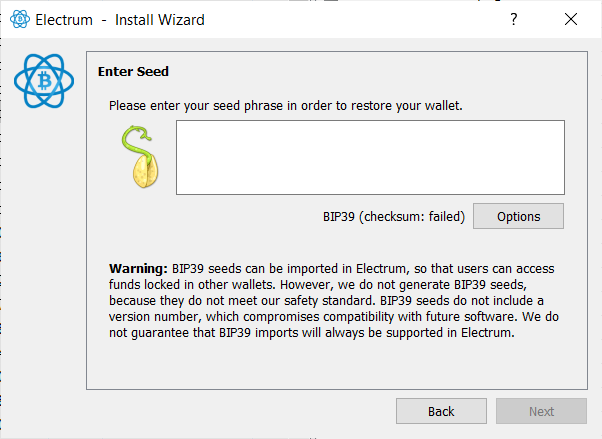 Electrum - Install Wizard
Enter Seed
Please enter your seed phrase in order to restore your wallet.
BIP39 (checksum: failed)
Options
Warning: BIP39 seeds can be imported in Electrum, so that users can access
funds locked in other wallets. However, we do not generate BIP39 seeds,
because they do not meet our safety standard. BIP39 seeds do not include a
version number, which compromises compatibility with future software. We do
not guarantee that BIP39 imports will always be supported in Electrum.
Back
Next